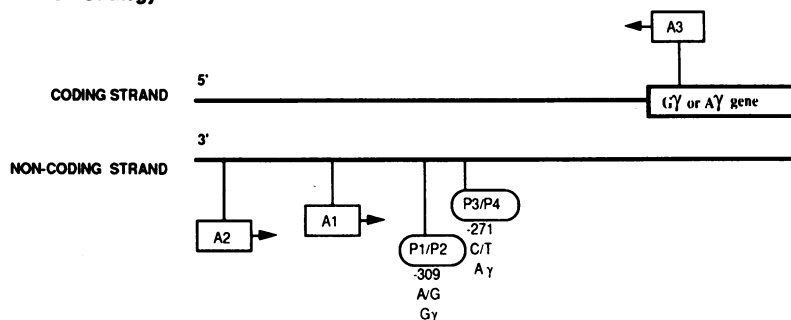 A3
5'
CODING STRAND
Gγ or Aγ gene
3'
NON-CODING STRAND
A2
A1
P3/P4
-271
C/T
A γ
P1/P2
-309
A/G
Gγ